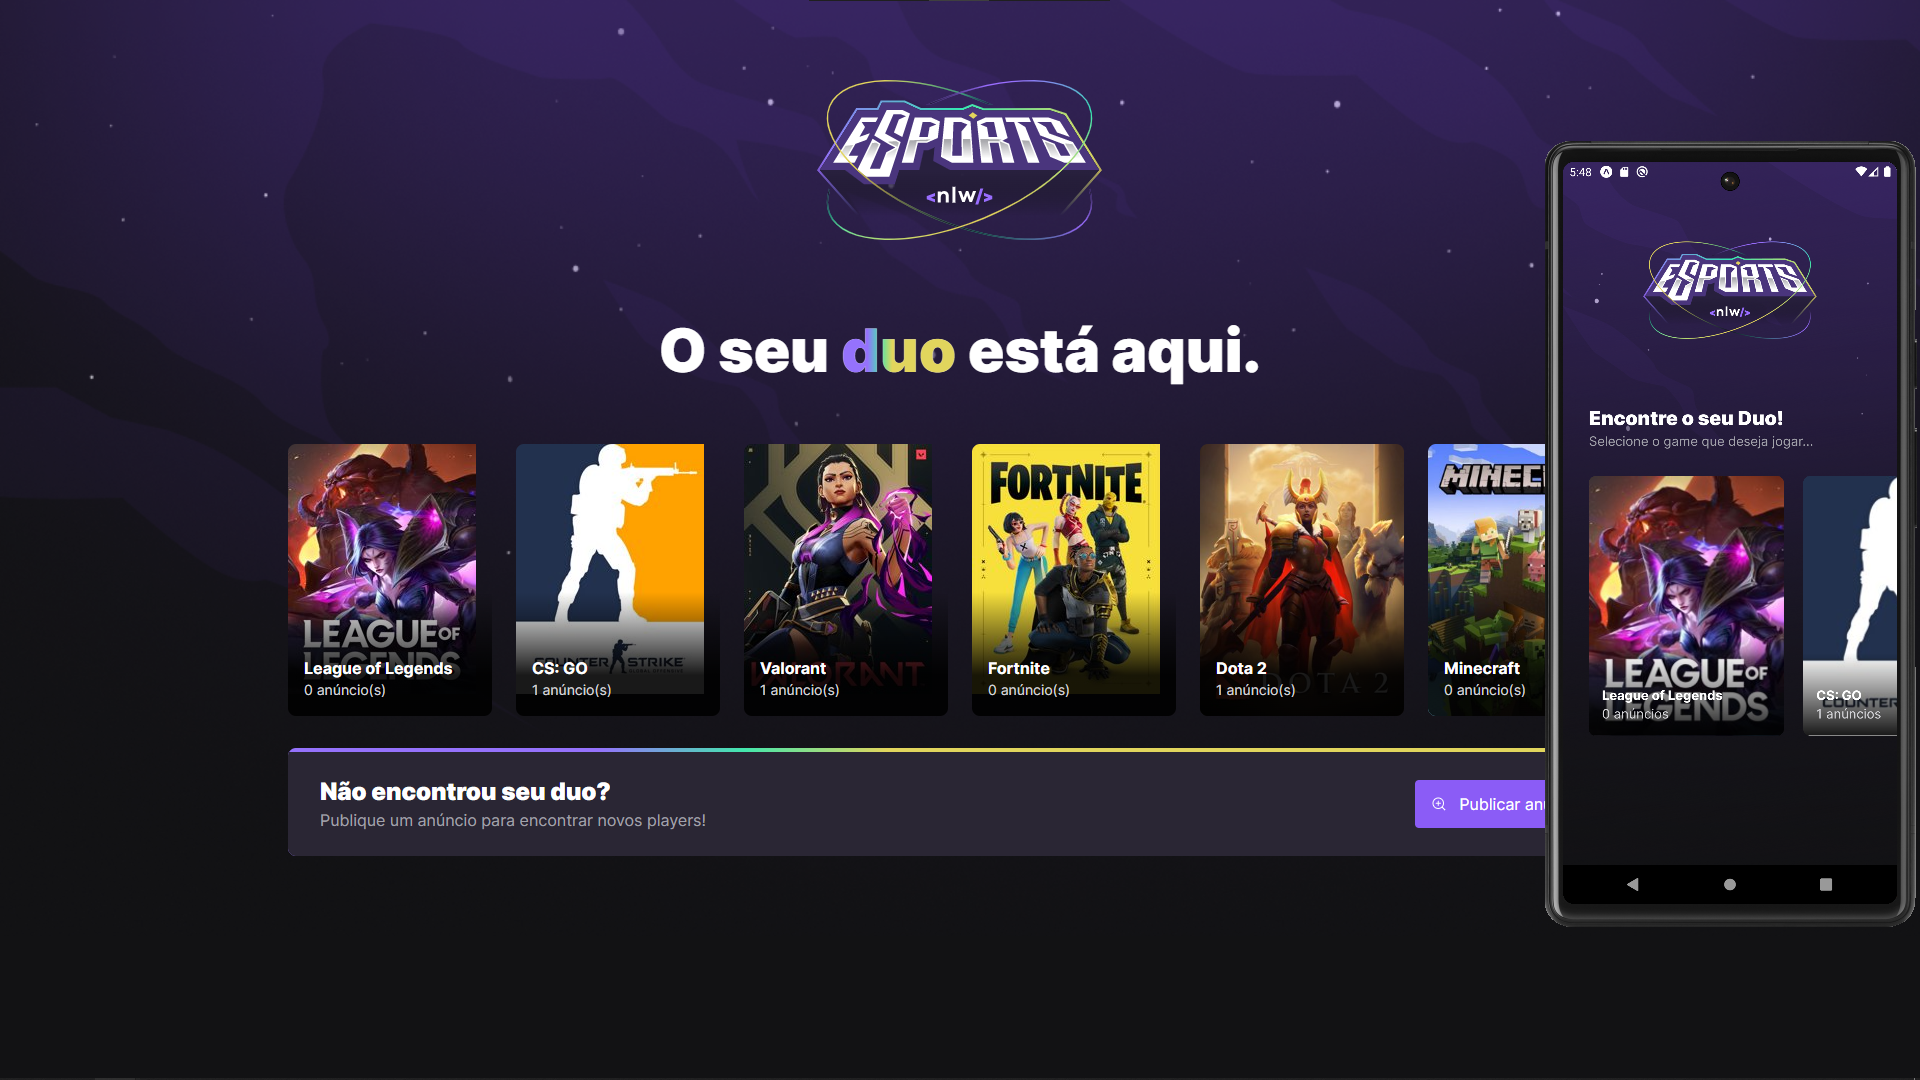 ESPORTS
<nlw/>
O seu duo está aqui.
LEAGUE OF
LEGENDS
League of Legends
0 anúncio(s)
COUNTER STRIKE
CS: GO
1 anúncio(s)
VALORANT
Valorant
1 anúncio(s)
FORTNITE
Fortnite
0 anúncio(s)
DOTA 2
Dota 2
1 anúncio(s)
MINEC
Minecraft
0 anúncio(s)
Não encontrou seu duo?
Publique um anúncio para encontrar novos players!
Publicar an
5:48
ESPORTS
<nlw/>
Encontre o seu Duo!
Selecione o game que deseja jogar...
LEAGUE OF
LEGENDS
League of Legends
0 anúncios
COUNTER
CS: GO
1 anúncios